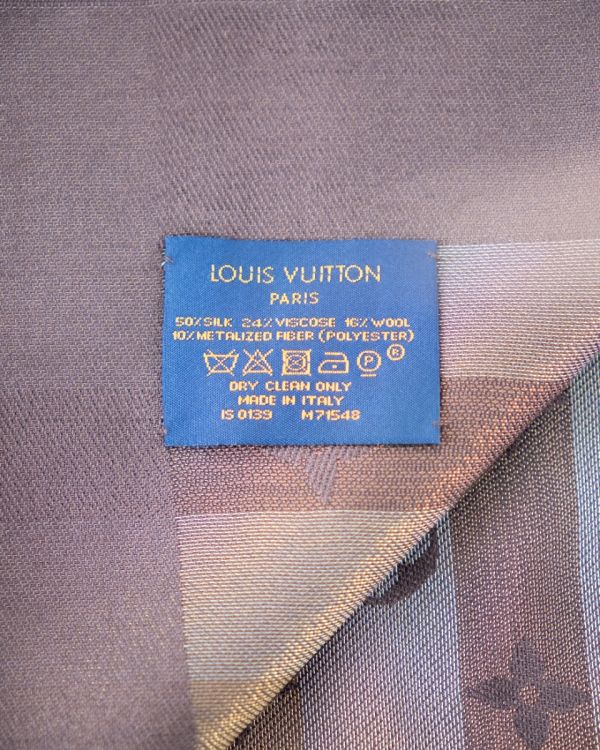 LOUIS VUITTON
PARIS
50% SILK 24% VISCOSE 16% WOOL
10% METALIZED FIBER (POLYESTER)
P ®
DRY CLEAN ONLY
MADE IN ITALY
IS 0139 M71548